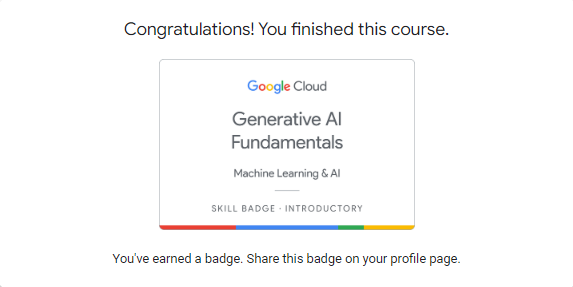 Congratulations! You finished this course.
Google Cloud
Generative AI
Fundamentals
Machine Learning & AI
SKILL BADGE · INTRODUCTORY
You've earned a badge. Share this badge on your profile page.